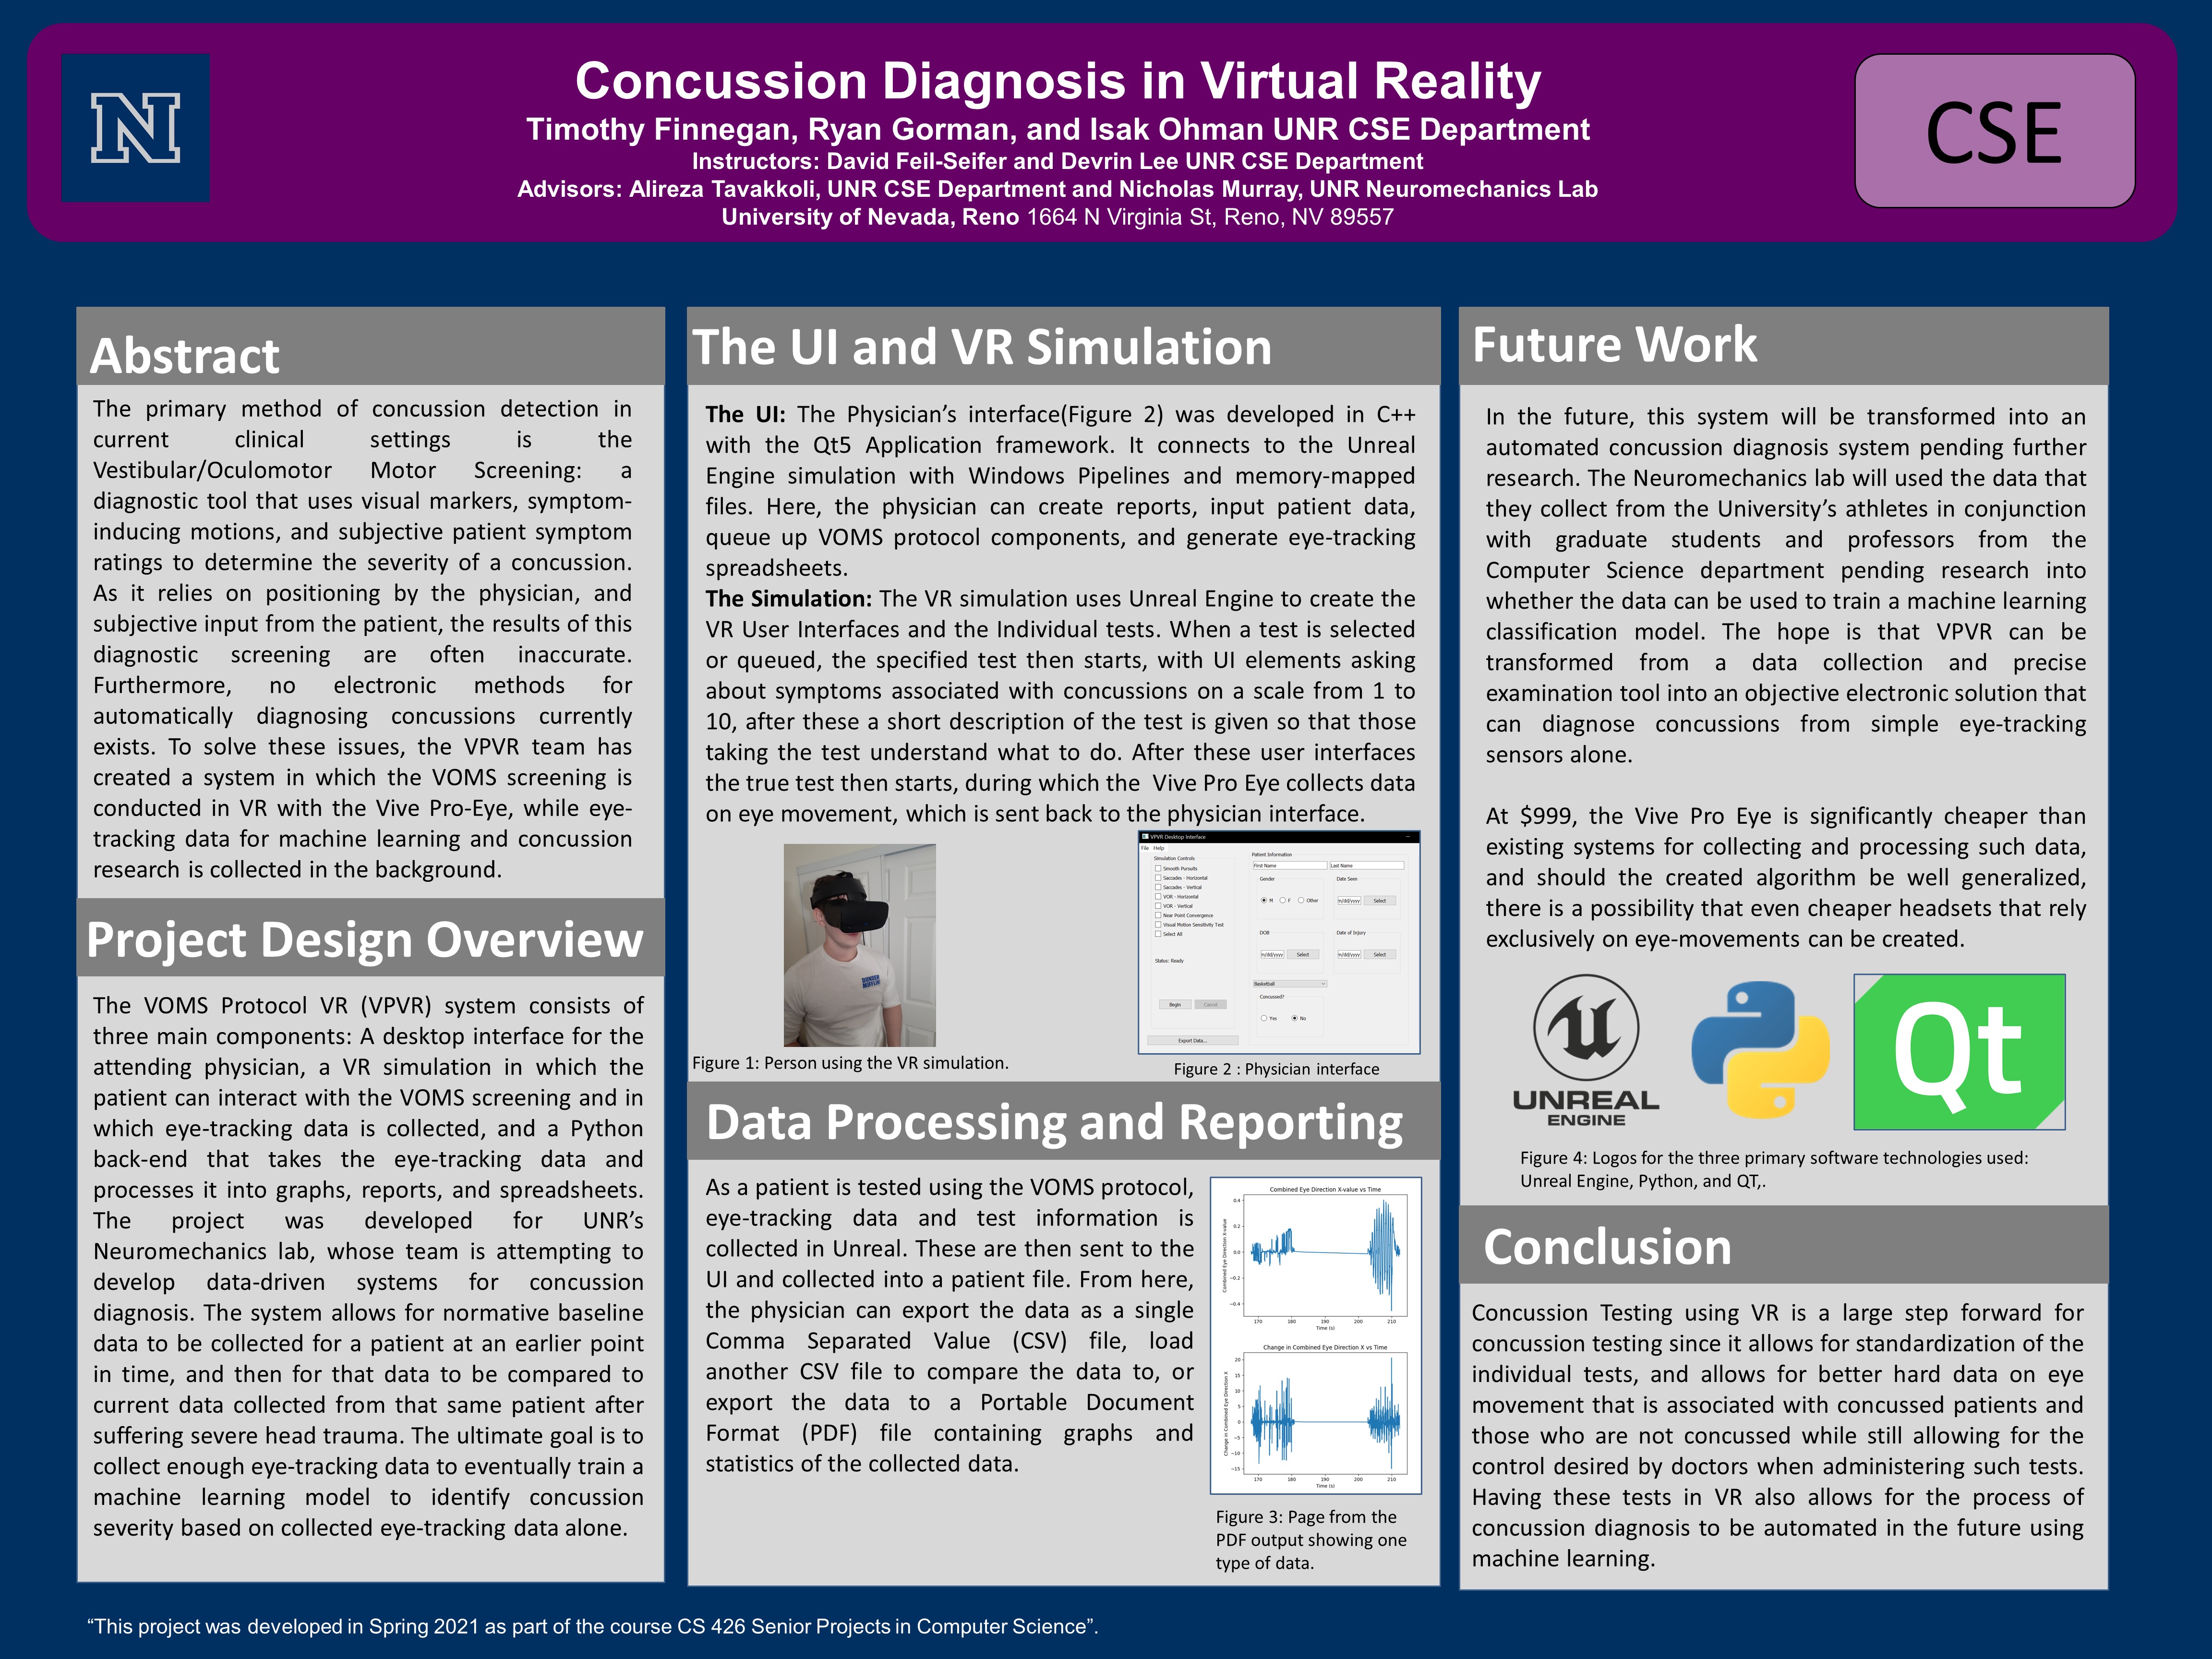 N
Concussion Diagnosis in Virtual Reality
Timothy Finnegan, Ryan Gorman, and Isak Ohman UNR CSE Department
Instructors: David Feil-Seifer and Devrin Lee UNR CSE Department
Advisors: Alireza Tavakkoli, UNR CSE Department and Nicholas Murray, UNR Neuromechanics Lab
University of Nevada, Reno 1664 N Virginia St, Reno, NV 89557
CSE
Abstract
The primary method of concussion detection in
current clinical settings is the
Vestibular/Oculomotor Motor Screening: a
diagnostic tool that uses visual markers, symptom-
inducing motions, and subjective patient symptom
ratings to determine the severity of a concussion.
As it relies on positioning by the physician, and
subjective input from the patient, the results of this
diagnostic screening are often inaccurate.
Furthermore, no electronic methods for
automatically diagnosing concussions currently
exists. To solve these issues, the VPVR team has
created a system in which the VOMS screening is
conducted in VR with the Vive Pro-Eye, while eye-
tracking data for machine learning and concussion
research is collected in the background.
Project Design Overview
The VOMS Protocol VR (VPVR) system consists of
three main components: A desktop interface for the
attending physician, a VR simulation in which the
patient can interact with the VOMS screening and in
which eye-tracking data is collected, and a Python
back-end that takes the eye-tracking data and
processes it into graphs, reports, and spreadsheets.
The project was developed for UNR’s
Neuromechanics lab, whose team is attempting to
develop data-driven systems for concussion
diagnosis. The system allows for normative baseline
data to be collected for a patient at an earlier point
in time, and then for that data to be compared to
current data collected from that same patient after
suffering severe head trauma. The ultimate goal is to
collect enough eye-tracking data to eventually train a
machine learning model to identify concussion
severity based on collected eye-tracking data alone.
The UI and VR Simulation
The UI: The Physician’s interface(Figure 2) was developed in C++
with the Qt5 Application framework. It connects to the Unreal
Engine simulation with Windows Pipelines and memory-mapped
files. Here, the physician can create reports, input patient data,
queue up VOMS protocol components, and generate eye-tracking
spreadsheets.
The Simulation: The VR simulation uses Unreal Engine to create the
VR User Interfaces and the Individual tests. When a test is selected
or queued, the specified test then starts, with UI elements asking
about symptoms associated with concussions on a scale from 1 to
10, after these a short description of the test is given so that those
taking the test understand what to do. After these user interfaces
the true test then starts, during which the Vive Pro Eye collects data
on eye movement, which is sent back to the physician interface.
DUNDER
MIFFLIN
Figure 1: Person using the VR simulation.
VPVR Desktop Interface
File Help
Simulation Controls
Smooth Pursuits
Saccades - Horizontal
Saccades - Vertical
VOR - Horizontal
VOR - Vertical
Near Point Convergence
Visual Motion Sensitivity Test
Select All
Status: Ready
Begin Cancel
Export Data...
Patient Information
First Name Last Name
Gender Date Seen
M F Other m/dd/yyyy Select
DOB Date of Injury
m/dd/yyyy Select m/dd/yyyy Select
Basketball
Concussed?
Yes No
Figure 2 : Physician interface
Data Processing and Reporting
As a patient is tested using the VOMS protocol,
eye-tracking data and test information is
collected in Unreal. These are then sent to the
UI and collected into a patient file. From here,
the physician can export the data as a single
Comma Separated Value (CSV) file, load
another CSV file to compare the data to, or
export the data to a Portable Document
Format (PDF) file containing graphs and
statistics of the collected data.
Combined Eye Direction X-value vs Time
Combined Eye Direction X-value
0.4
0.2
0.0
−0.2
−0.4
170 180 190 200 210
Time (s)
Change in Combined Eye Direction X vs Time
Change in Combined Eye Direction X
20
15
10
5
0
−5
−10
−15
170 180 190 200 210
Time (s)
Figure 3: Page from the
PDF output showing one
type of data.
Future Work
In the future, this system will be transformed into an
automated concussion diagnosis system pending further
research. The Neuromechanics lab will used the data that
they collect from the University’s athletes in conjunction
with graduate students and professors from the
Computer Science department pending research into
whether the data can be used to train a machine learning
classification model. The hope is that VPVR can be
transformed from a data collection and precise
examination tool into an objective electronic solution that
can diagnose concussions from simple eye-tracking
sensors alone.
At $999, the Vive Pro Eye is significantly cheaper than
existing systems for collecting and processing such data,
and should the created algorithm be well generalized,
there is a possibility that even cheaper headsets that rely
exclusively on eye-movements can be created.
UNREAL
ENGINE
Qt
Figure 4: Logos for the three primary software technologies used:
Unreal Engine, Python, and QT,.
Conclusion
Concussion Testing using VR is a large step forward for
concussion testing since it allows for standardization of the
individual tests, and allows for better hard data on eye
movement that is associated with concussed patients and
those who are not concussed while still allowing for the
control desired by doctors when administering such tests.
Having these tests in VR also allows for the process of
concussion diagnosis to be automated in the future using
machine learning.
“This project was developed in Spring 2021 as part of the course CS 426 Senior Projects in Computer Science”.